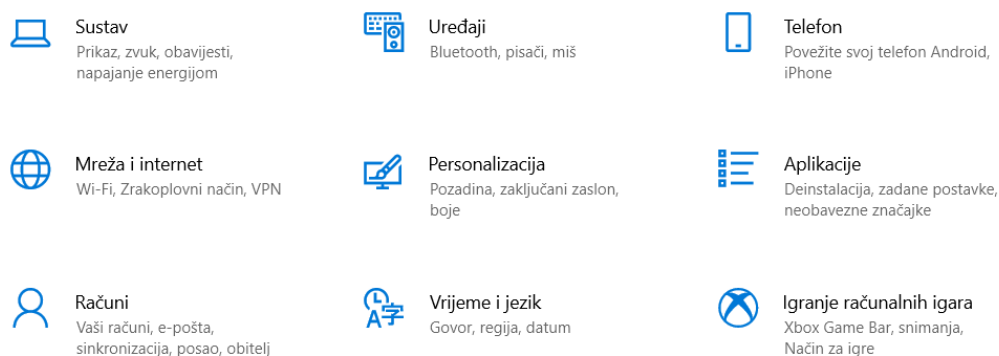 Sustav
Prikaz, zvuk, obavijesti,
napajanje energijom
Uređaji
Bluetooth, pisači, miš
Telefon
Povežite svoj telefon Android,
iPhone
Mreža i internet
Wi-Fi, Zrakoplovni način, VPN
Personalizacija
Pozadina, zaključani zaslon,
boje
Aplikacije
Deinstalacija, zadane postavke,
neobavezne značajke
Računi
Vaši računi, e-pošta,
sinkronizacija, posao, obitelj
Vrijeme i jezik
Govor, regija, datum
Igranje računalnih igara
Xbox Game Bar, snimanja,
Način za igre